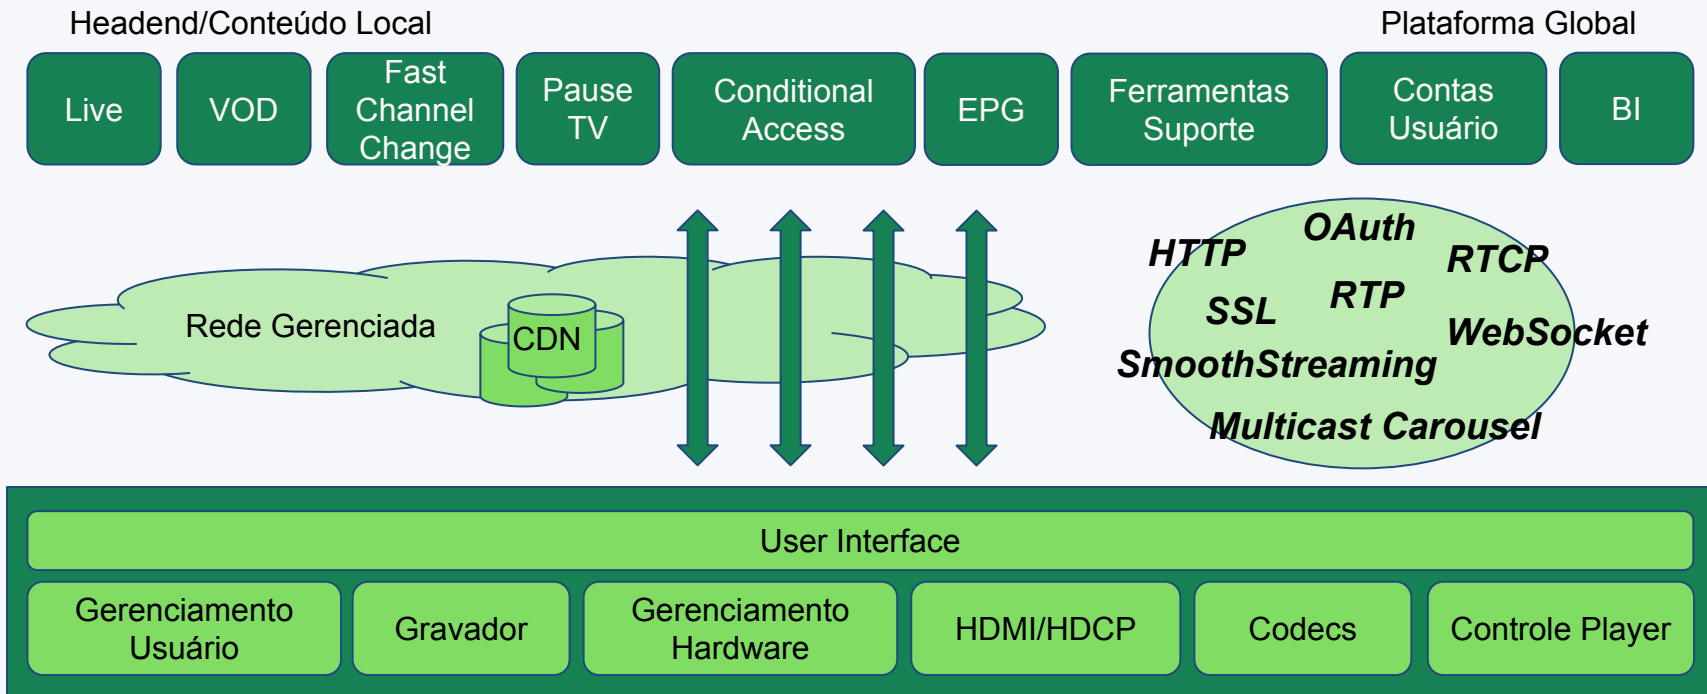 Headend/Conteúdo Local
Plataforma Global
Live
VOD
Fast
Channel
Change
Pause
TV
Conditional
Access
EPG
Ferramentas
Suporte
Contas
Usuário
BI
Rede Gerenciada
CDN
OAuth
HTTP
RTCP
RTP
SSL
WebSocket
SmoothStreaming
Multicast Carousel
User Interface
Gerenciamento
Usuário
Gravador
Gerenciamento
Hardware
HDMI/HDCP
Codecs
Controle Player